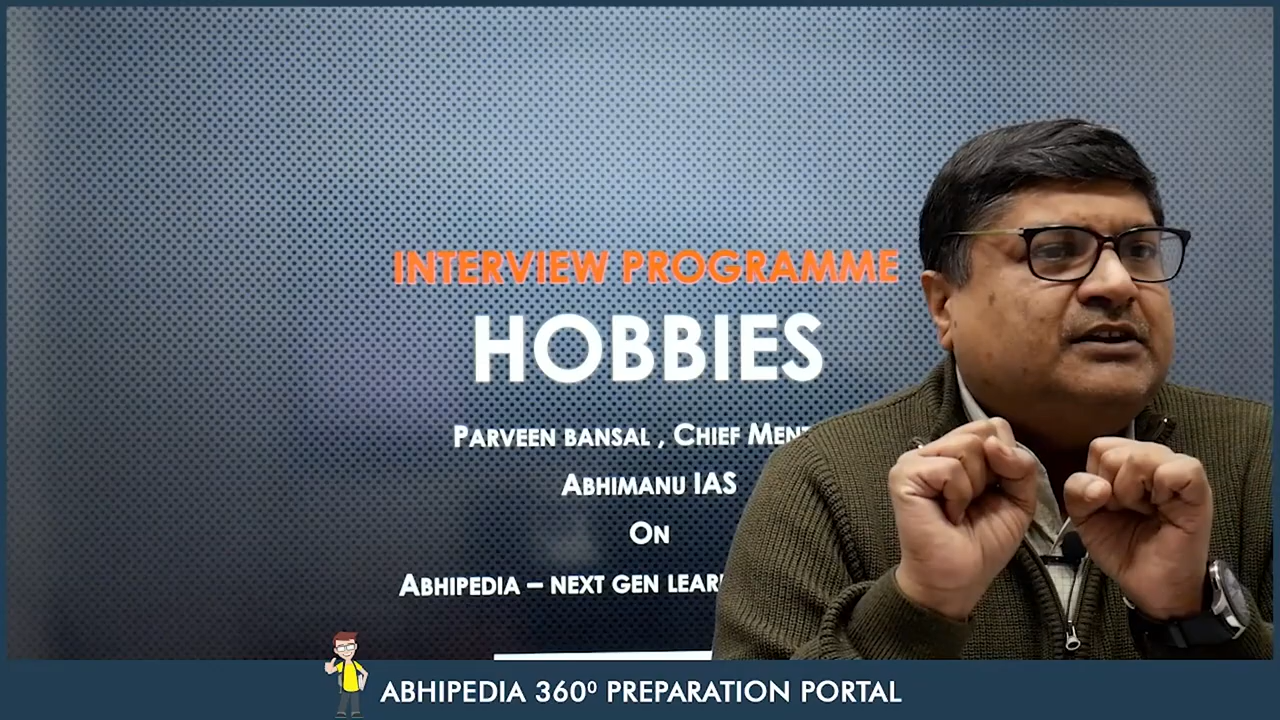 INTERVIEW PROGRAMME
HOBBIES
PARVEEN BANSAL , CHIEF
ABHIMANU IAS
ON
ABHIPEDIA – NEXT GEN
ABHIPEDIA 360⁰ PREPARATION PORTAL